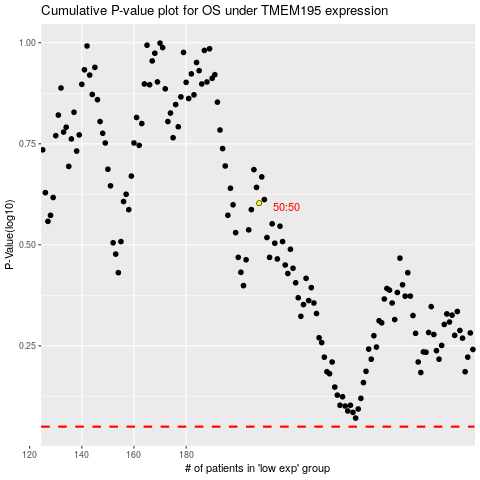 Cumulative P-value plot for OS under TMEM195 expression
P-Value(log10)
1.00
0.75
0.50
0.25
50:50
120 140 160 180
# of patients in 'low exp' group